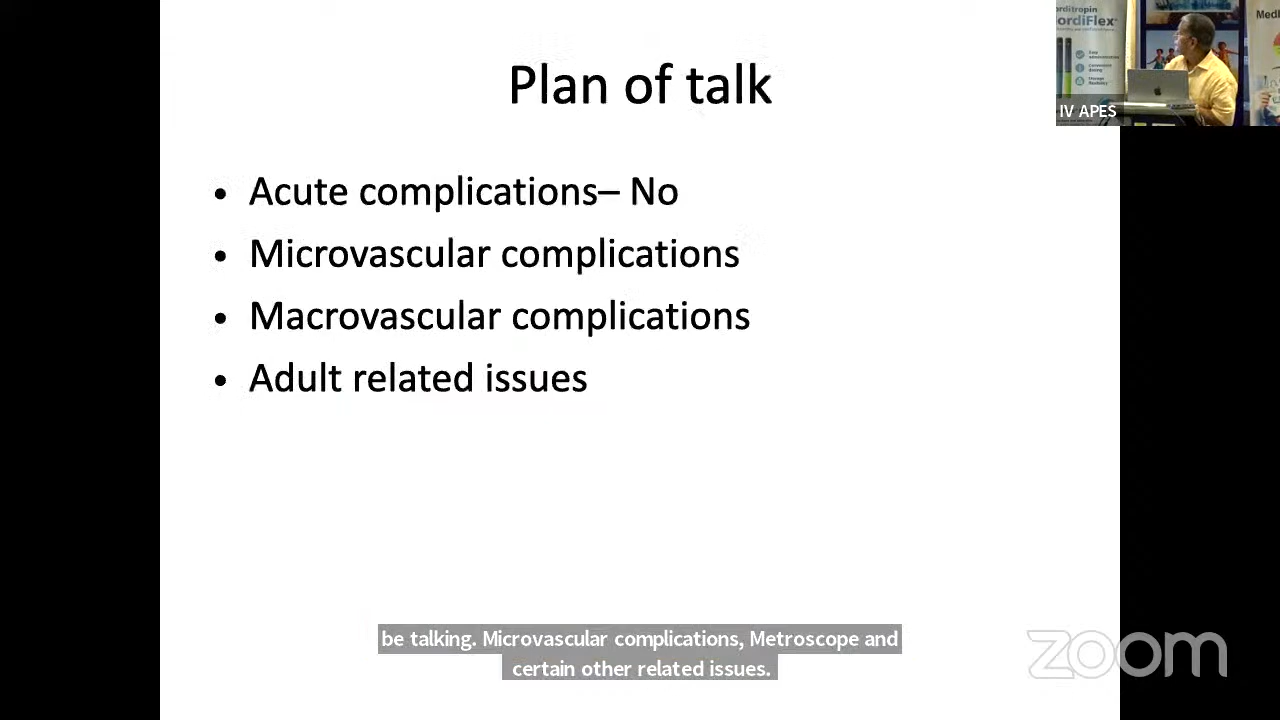 Plan of talk
• Acute complications– No
• Microvascular complications
• Macrovascular complications
• Adult related issues
be talking. Microvascular complications, Metroscope and
certain other related issues.
zoom
IV APES